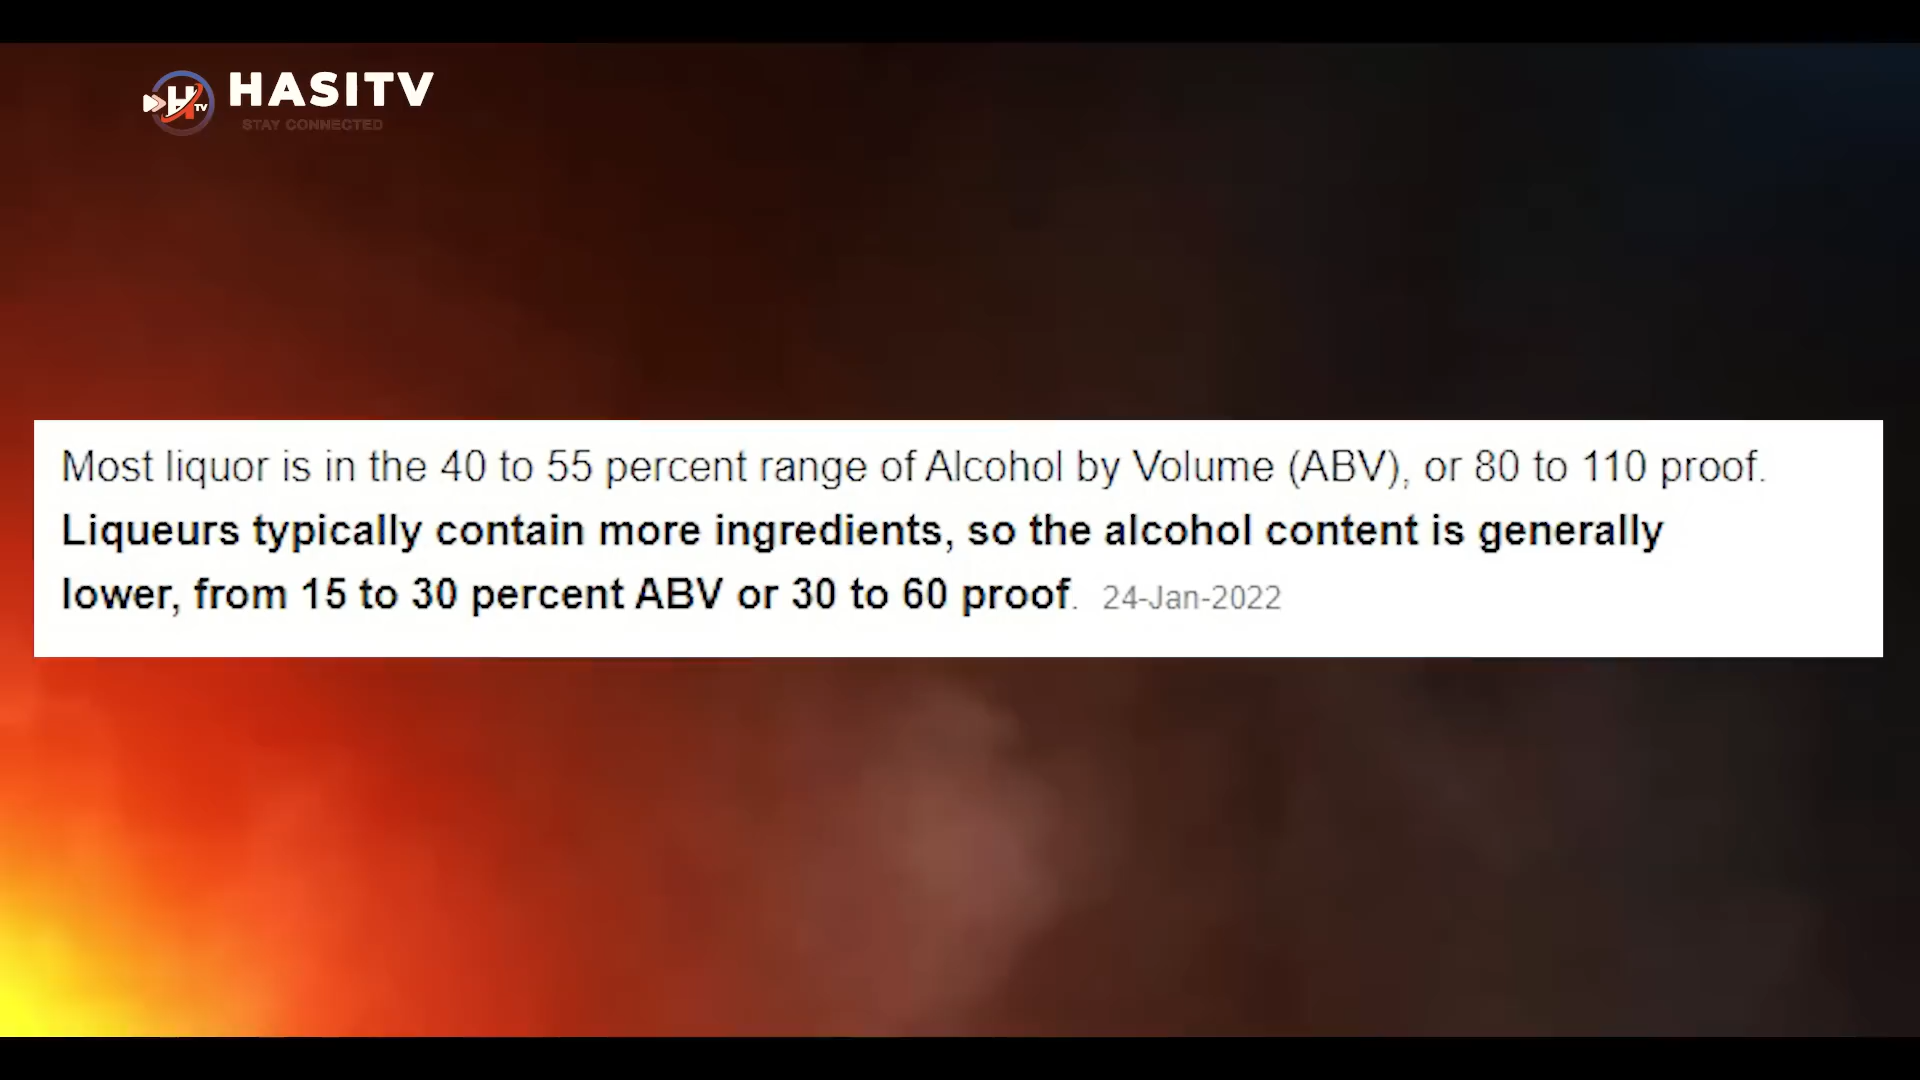 HTV
HASITV
STAY CONNECTED
Most liquor is in the 40 to 55 percent range of Alcohol by Volume (ABV), or 80 to 110 proof.
Liqueurs typically contain more ingredients, so the alcohol content is generally
lower, from 15 to 30 percent ABV or 30 to 60 proof. 24-Jan-2022